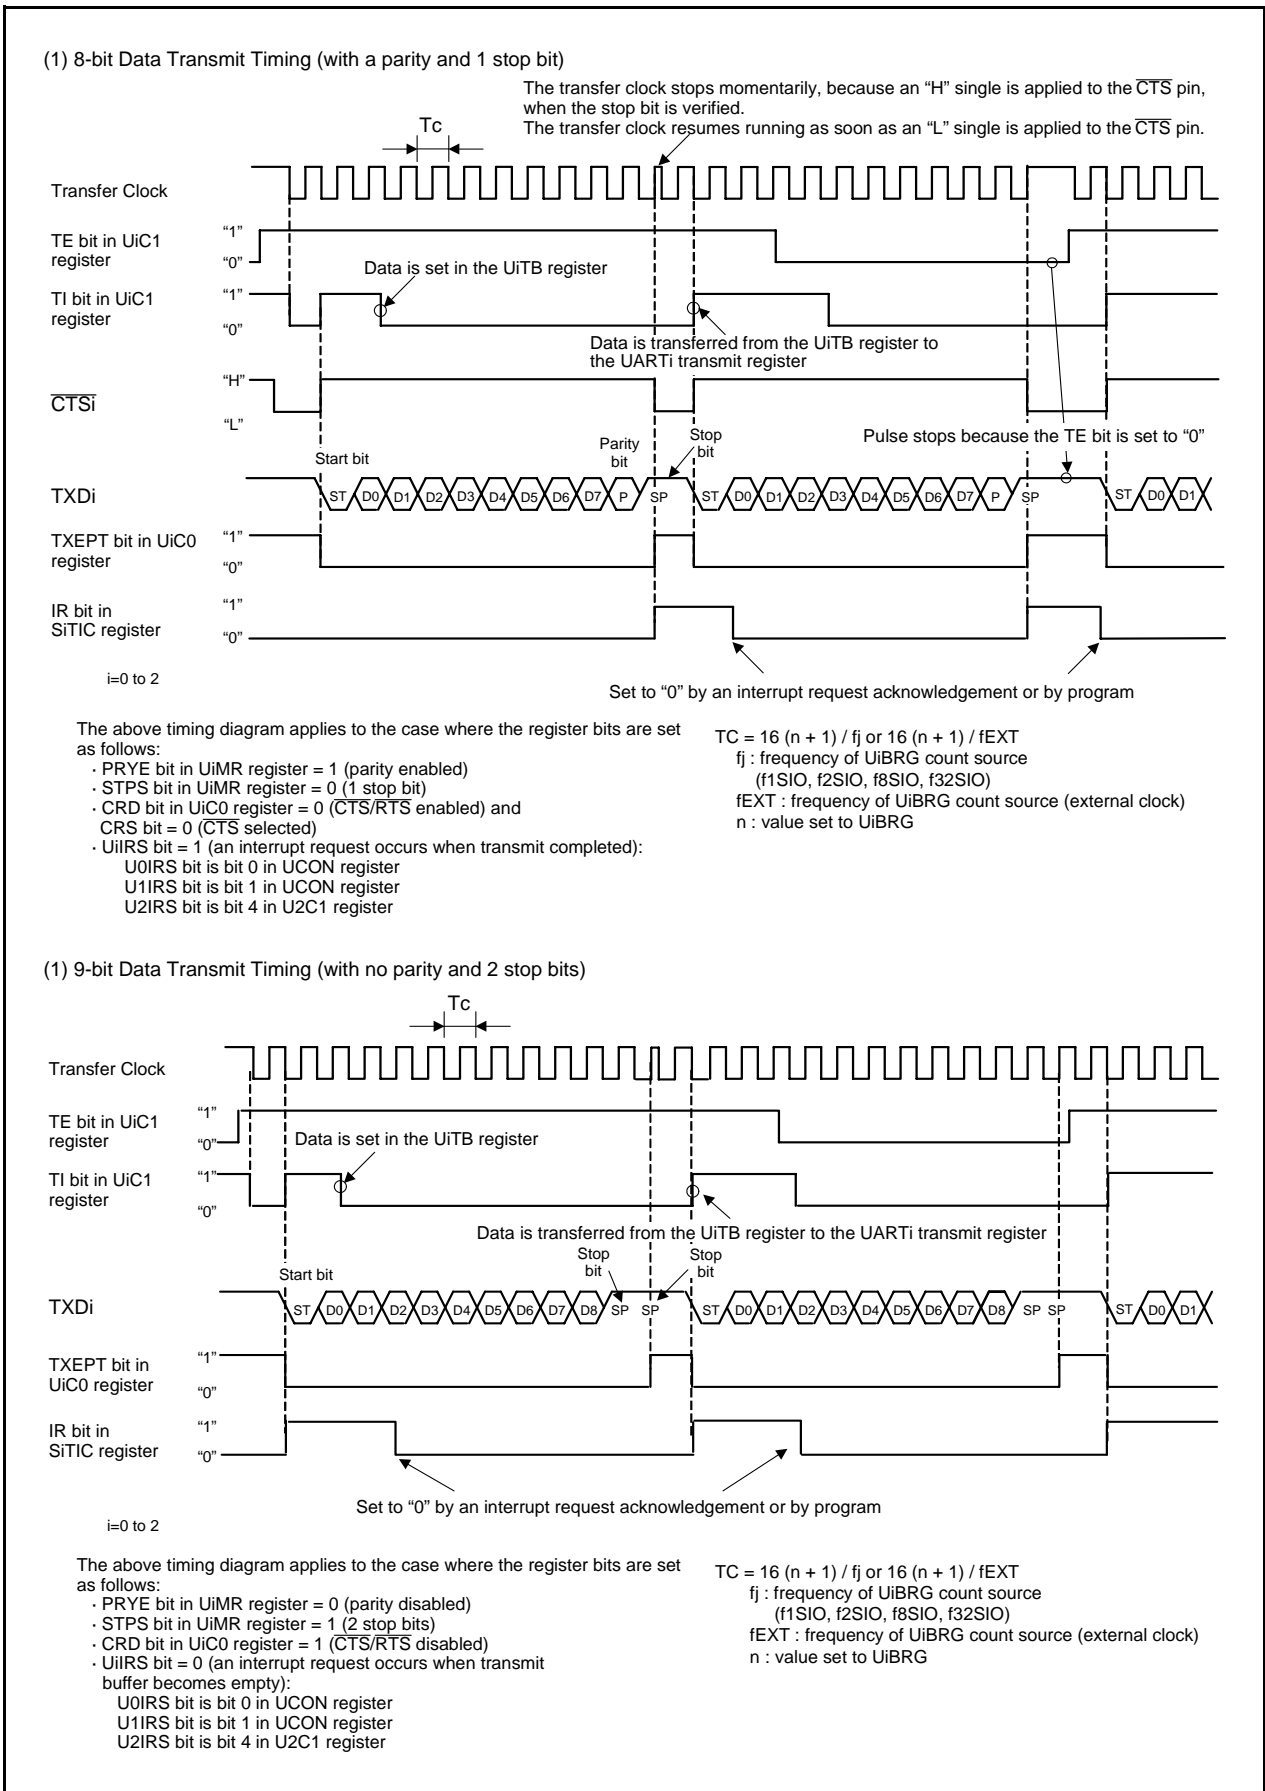 (1) 8-bit Data Transmit Timing (with a parity and 1 stop bit)
The transfer clock stops momentarily, because an “H” single is applied to the CTS pin,
when the stop bit is verified.
The transfer clock resumes running as soon as an “L” single is applied to the CTS pin.
Tc
Transfer Clock
TE bit in UiC1
register
“1”
“0”
Data is set in the UiTB register
TI bit in UiC1
register
“1”
“0”
Data is transferred from the UiTB register to
the UARTi transmit register
CTSi
“H”
“L”
Pulse stops because the TE bit is set to “0”
Start bit
Parity
bit
Stop
bit
TXDi
ST D0 D1 D2 D3 D4 D5 D6 D7 P SP ST D0 D1 D2 D3 D4 D5 D6 D7 P SP ST D0 D1
TXEPT bit in UiC0
register
“1”
“0”
IR bit in
SiTIC register
“1”
“0”
i=0 to 2
Set to “0” by an interrupt request acknowledgement or by program
The above timing diagram applies to the case where the register bits are set
as follows:
· PRYE bit in UiMR register = 1 (parity enabled)
· STPS bit in UiMR register = 0 (1 stop bit)
· CRD bit in UiC0 register = 0 (CTS/RTS enabled) and
CRS bit = 0 (CTS selected)
· UiIRS bit = 1 (an interrupt request occurs when transmit completed):
U0IRS bit is bit 0 in UCON register
U1IRS bit is bit 1 in UCON register
U2IRS bit is bit 4 in U2C1 register
TC = 16 (n + 1) / fj or 16 (n + 1) / fEXT
fj : frequency of UiBRG count source
(f1SIO, f2SIO, f8SIO, f32SIO)
fEXT : frequency of UiBRG count source (external clock)
n : value set to UiBRG
(1) 9-bit Data Transmit Timing (with no parity and 2 stop bits)
Tc
Transfer Clock
TE bit in UiC1
register
“1”
“0”
Data is set in the UiTB register
TI bit in UiC1
register
“1”
“0”
Data is transferred from the UiTB register to the UARTi transmit register
Start bit
Stop
bit
Stop
bit
TXDi
ST D0 D1 D2 D3 D4 D5 D6 D7 D8 SP SP ST D0 D1 D2 D3 D4 D5 D6 D7 D8 SP SP ST D0 D1
TXEPT bit in
UiC0 register
“1”
“0”
IR bit in
SiTIC register
“1”
“0”
Set to “0” by an interrupt request acknowledgement or by program
i=0 to 2
The above timing diagram applies to the case where the register bits are set
as follows:
· PRYE bit in UiMR register = 0 (parity disabled)
· STPS bit in UiMR register = 1 (2 stop bits)
· CRD bit in UiC0 register = 1 (CTS/RTS disabled)
· UiIRS bit = 0 (an interrupt request occurs when transmit
buffer becomes empty):
U0IRS bit is bit 0 in UCON register
U1IRS bit is bit 1 in UCON register
U2IRS bit is bit 4 in U2C1 register
TC = 16 (n + 1) / fj or 16 (n + 1) / fEXT
fj : frequency of UiBRG count source
(f1SIO, f2SIO, f8SIO, f32SIO)
fEXT : frequency of UiBRG count source (external clock)
n : value set to UiBRG